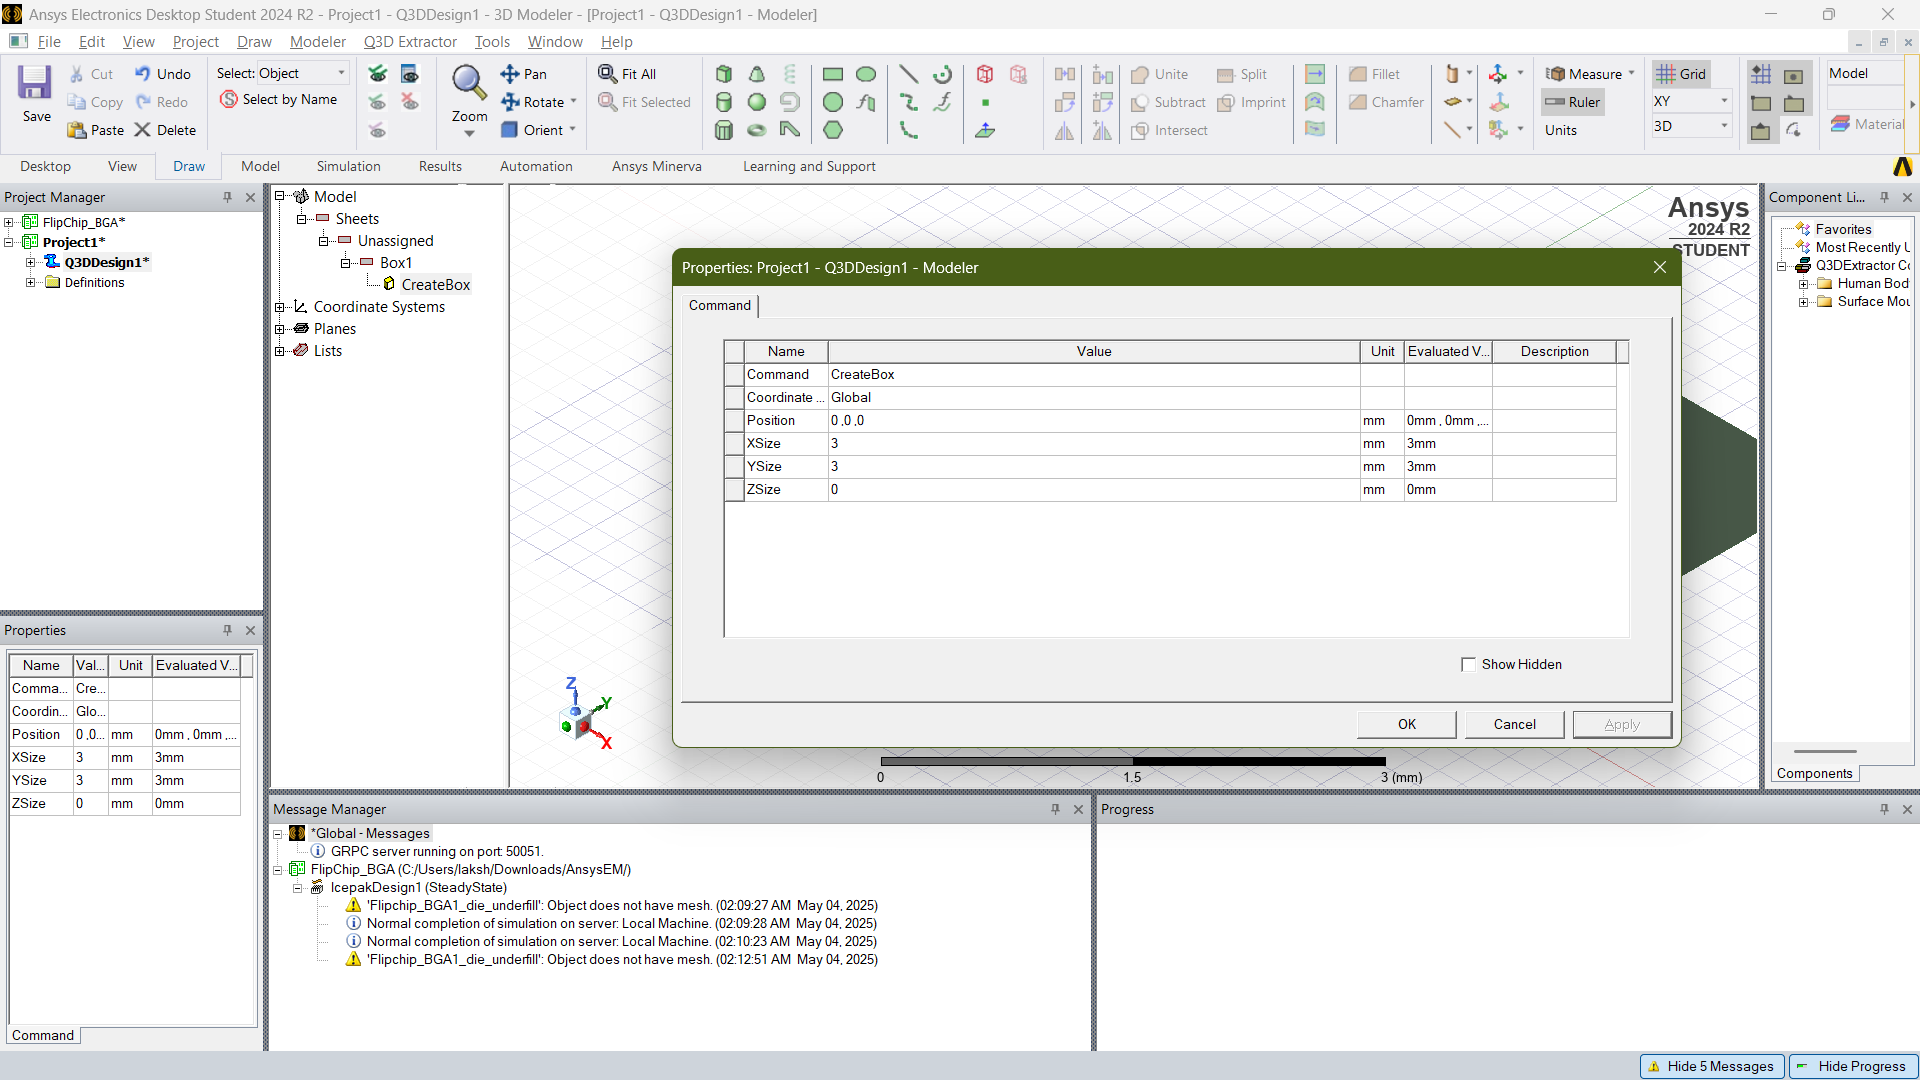 Ansys Electronics Desktop Student 2024 R2 - Project1 - Q3DDesign1 - 3D Modeler - [Project1 - Q3DDesign1 - Modeler]
File Edit View Project Draw Modeler Q3D Extractor Tools Window Help
Save
Cut
Copy
Paste
Undo
Redo
Delete
Select: Object
Select by Name
Zoom
Pan
Rotate
Orient
Fit All
Fit Selected
Unite
Subtract
Intersect
Split
Imprint
Fillet
Chamfer
Measure
Ruler
Units
Grid
XY
3D
Model
Material
Desktop View Draw Model Simulation Results Automation Ansys Minerva Learning and Support
Project Manager
FlipChip_BGA*
Project1*
Q3DDesign1*
Definitions
Model
Sheets
Unassigned
Box1
CreateBox
Coordinate Systems
Planes
Lists
Ansys
2024 R2
STUDENT
Z
Y
X
0 1.5 3 (mm)
Properties: Project1 - Q3DDesign1 - Modeler
Command
Name Value Unit Evaluated V... Description
Command CreateBox
Coordinate ... Global
Position 0 ,0 ,0 mm 0mm , 0mm ,...
XSize 3 mm 3mm
YSize 3 mm 3mm
ZSize 0 mm 0mm
Show Hidden
OK Cancel Apply
Component Li...
Favorites
Most Recently U
Q3DExtractor Co
Human Bod
Surface Mou
Components
Properties
Name Val... Unit Evaluated V...
Comma... Cre...
Coordin... Glo...
Position 0 ,0... mm 0mm , 0mm ,...
XSize 3 mm 3mm
YSize 3 mm 3mm
ZSize 0 mm 0mm
Command
Message Manager
*Global - Messages
GRPC server running on port: 50051.
FlipChip_BGA (C:/Users/laksh/Downloads/AnsysEM/)
IcepakDesign1 (SteadyState)
'Flipchip_BGA1_die_underfill': Object does not have mesh. (02:09:27 AM May 04, 2025)
Normal completion of simulation on server: Local Machine. (02:09:28 AM May 04, 2025)
Normal completion of simulation on server: Local Machine. (02:10:23 AM May 04, 2025)
'Flipchip_BGA1_die_underfill': Object does not have mesh. (02:12:51 AM May 04, 2025)
Progress
Hide 5 Messages
Hide Progress